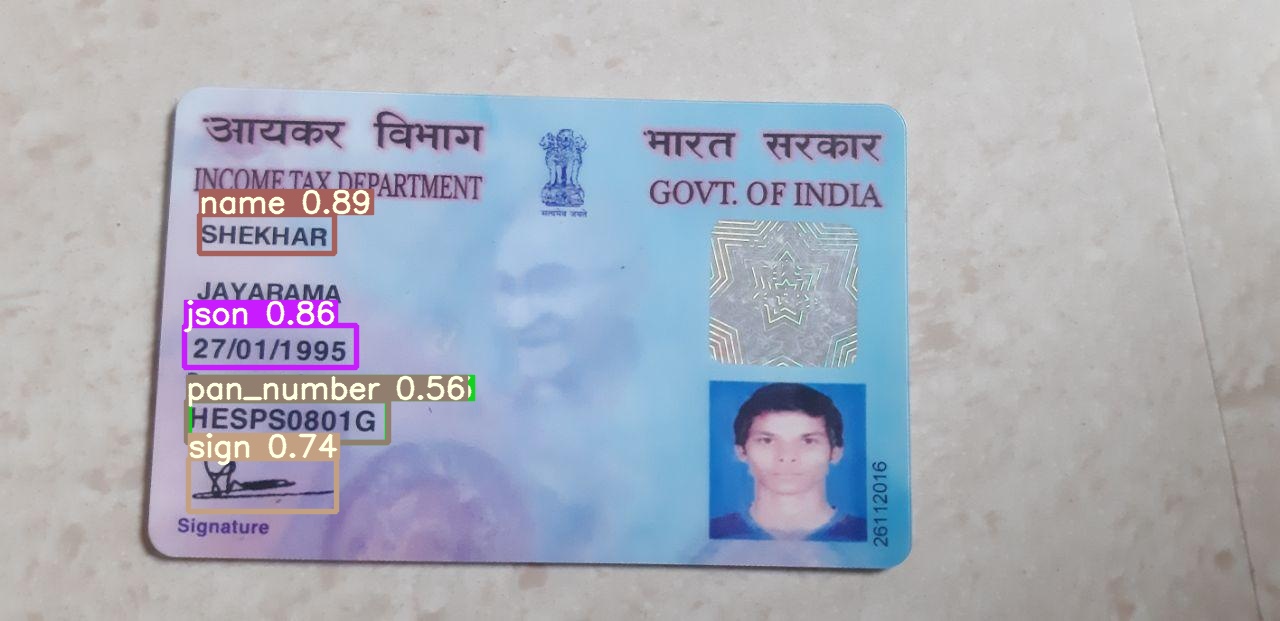 आयकर विभाग
भारत सरकार
INCOME TAX DEPARTMENT
GOVT. OF INDIA
सत्यमेव जयते
name 0.89
SHEKHAR
JAYARAMA
json 0.86
27/01/1995
pan_number 0.56
HESPS0801G
sign 0.74
Signature
26112016